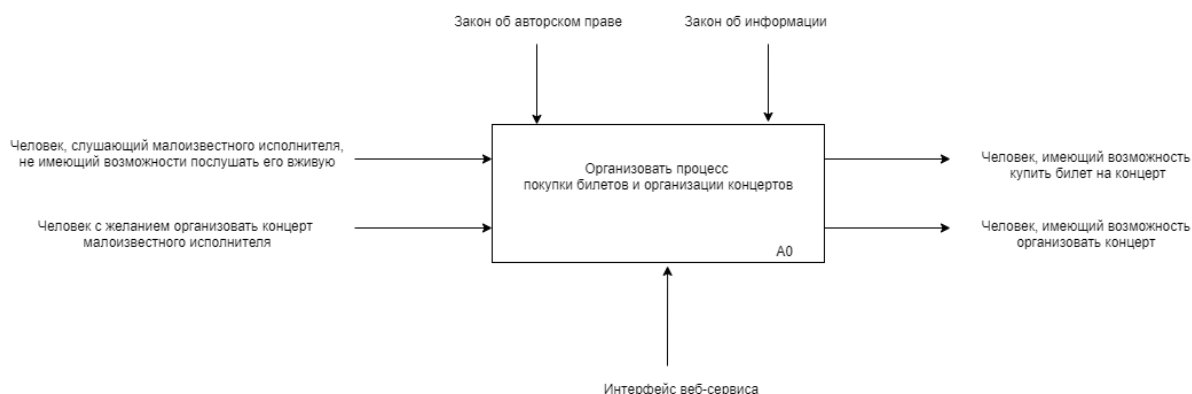 Закон об авторском праве
Закон об информации
Человек, слушающий малоизвестного исполнителя,
не имеющий возможности послушать его вживую
Человек с желанием организовать концерт
малоизвестного исполнителя
Организовать процесс
покупки билетов и организации концертов
A0
Человек, имеющий возможность
купить билет на концерт
Человек, имеющий возможность
организовать концерт
Интерфейс веб-сервиса